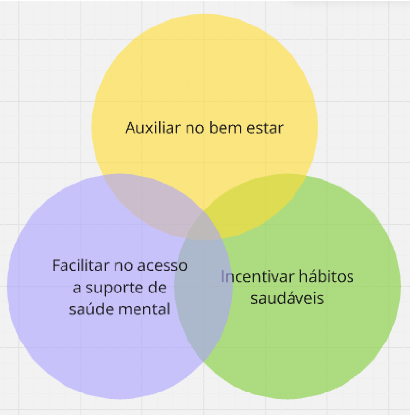 Auxiliar no bem estar
Facilitar no acesso
a suporte de
saúde mental
Incentivar hábitos
saudáveis